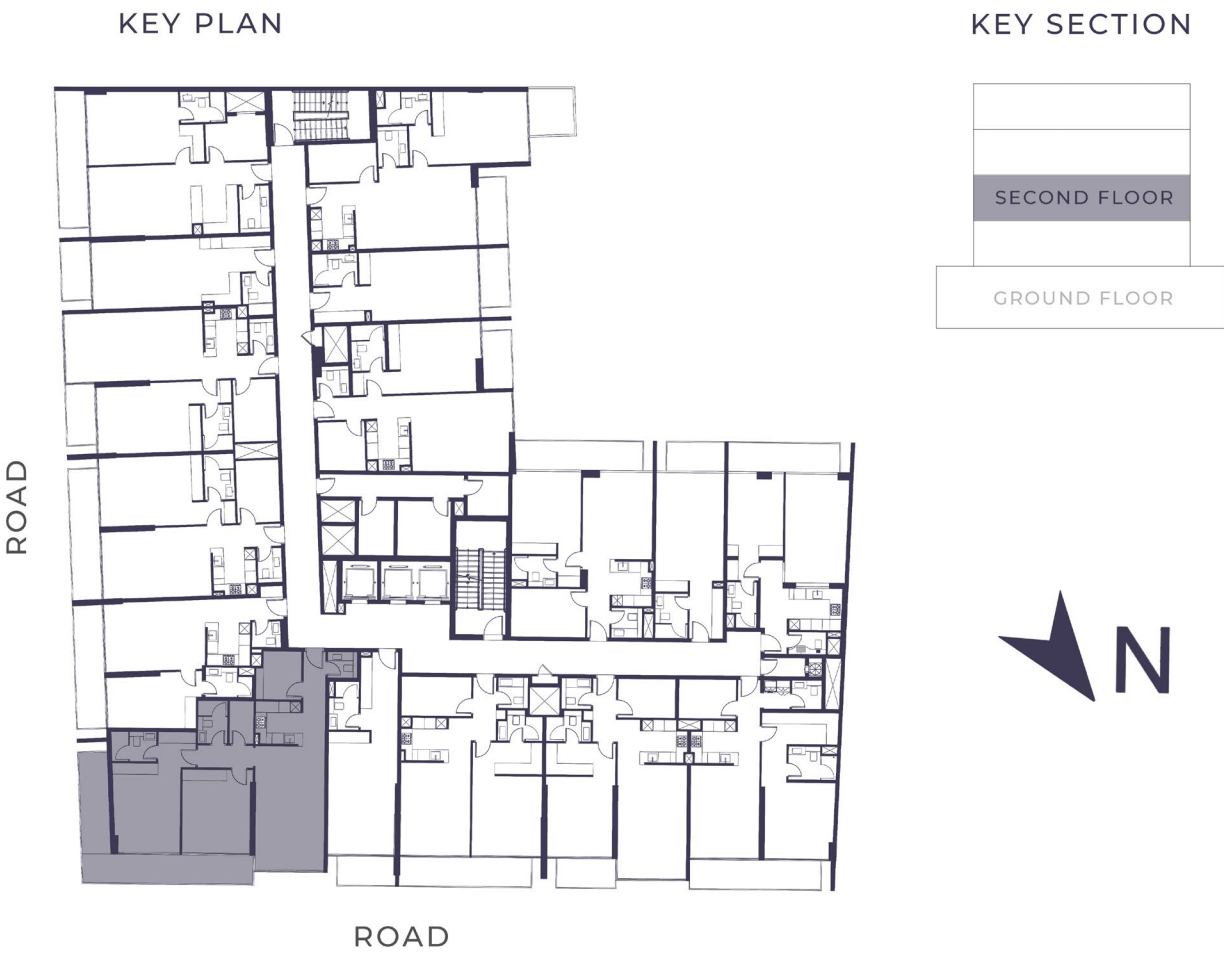 KEY PLAN
KEY SECTION
SECOND FLOOR
GROUND FLOOR
ROAD
N
ROAD